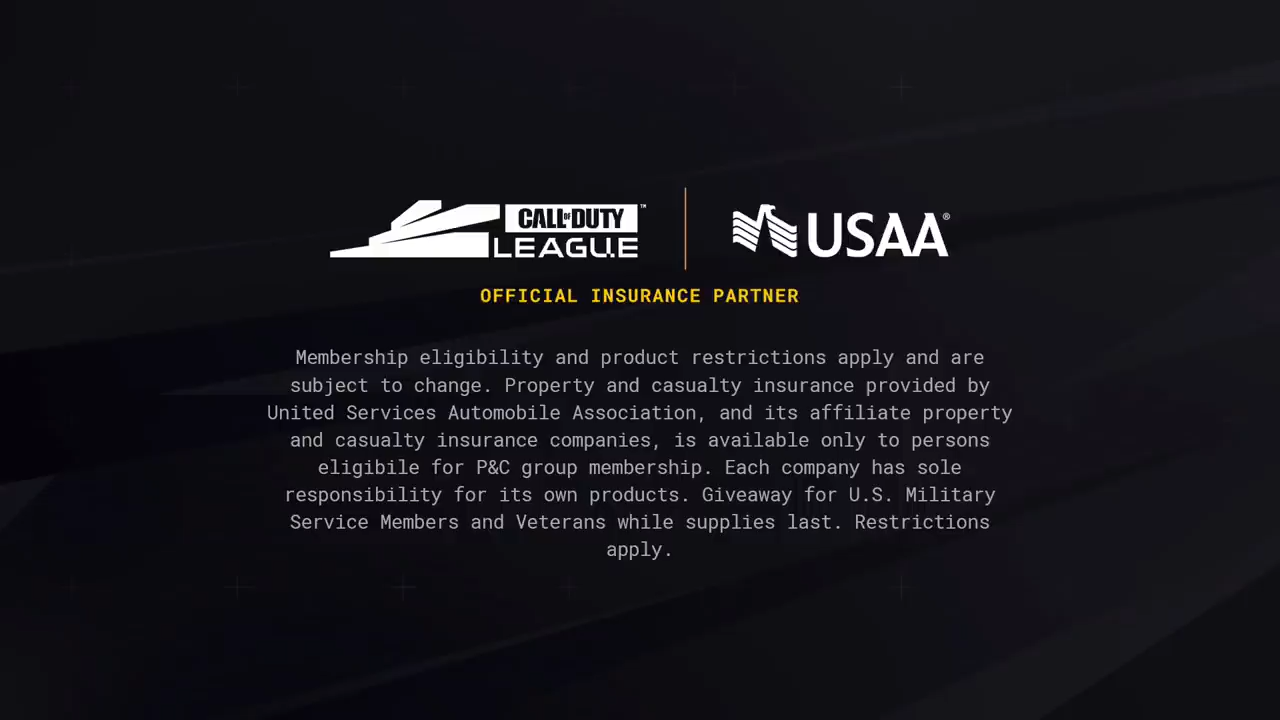 CALL OF DUTY™
LEAGUE
USAA®
OFFICIAL INSURANCE PARTNER
Membership eligibility and product restrictions apply and are
subject to change. Property and casualty insurance provided by
United Services Automobile Association, and its affiliate property
and casualty insurance companies, is available only to persons
eligibile for P&C group membership. Each company has sole
responsibility for its own products. Giveaway for U.S. Military
Service Members and Veterans while supplies last. Restrictions
apply.